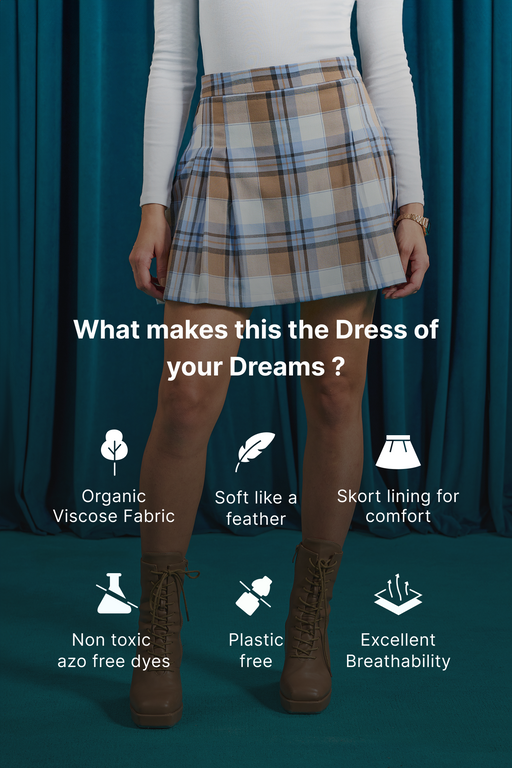 What makes this the Dress of
your Dreams ?
Organic
Viscose Fabric
Soft like a
feather
Skort lining for
comfort
Non toxic
azo free dyes
Plastic
free
Excellent
Breathability